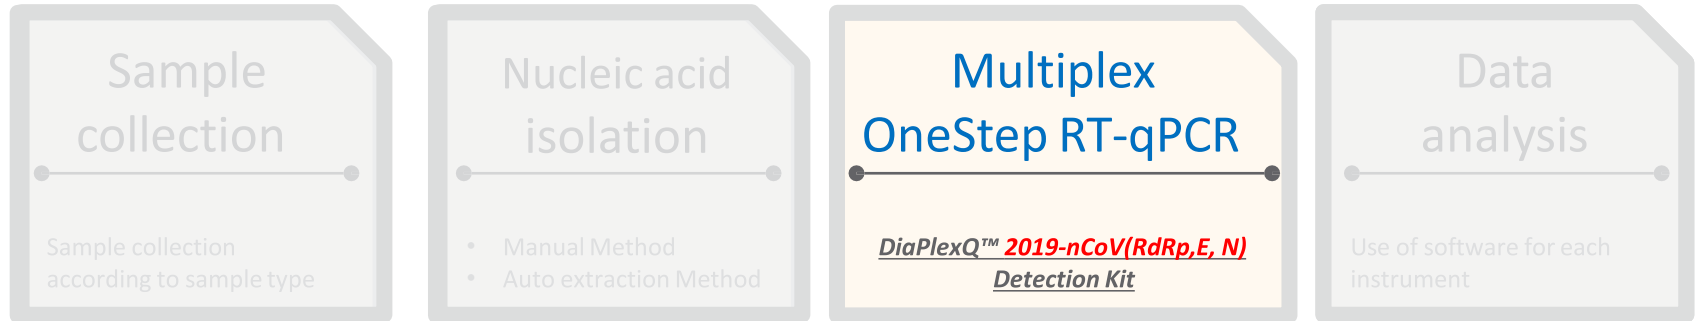 Sample
collection
Sample collection
according to sample type
Nucleic acid
isolation
• Manual Method
• Auto extraction Method
Multiplex
OneStep RT-qPCR
DiaPlexQ™ 2019-nCoV(RdRp,E, N)
Detection Kit
Data
analysis
Use of software for each
instrument